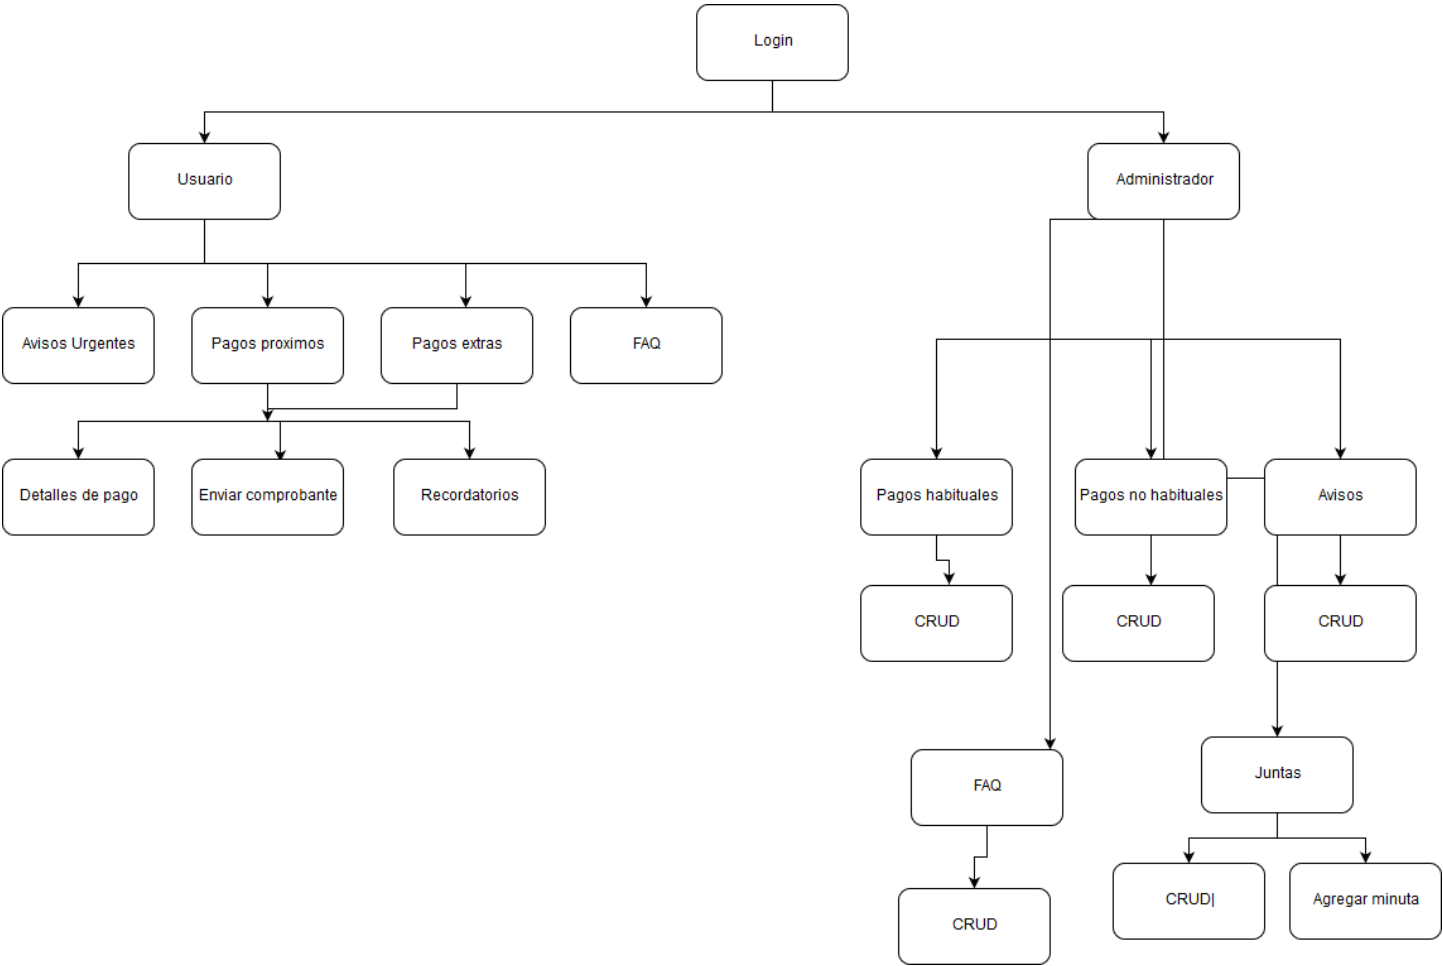 Login
Usuario
Administrador
Avisos Urgentes
Pagos proximos
Pagos extras
FAQ
Detalles de pago
Enviar comprobante
Recordatorios
Pagos habituales
Pagos no habituales
Avisos
CRUD
CRUD
CRUD
FAQ
Juntas
CRUD|
Agregar minuta
CRUD